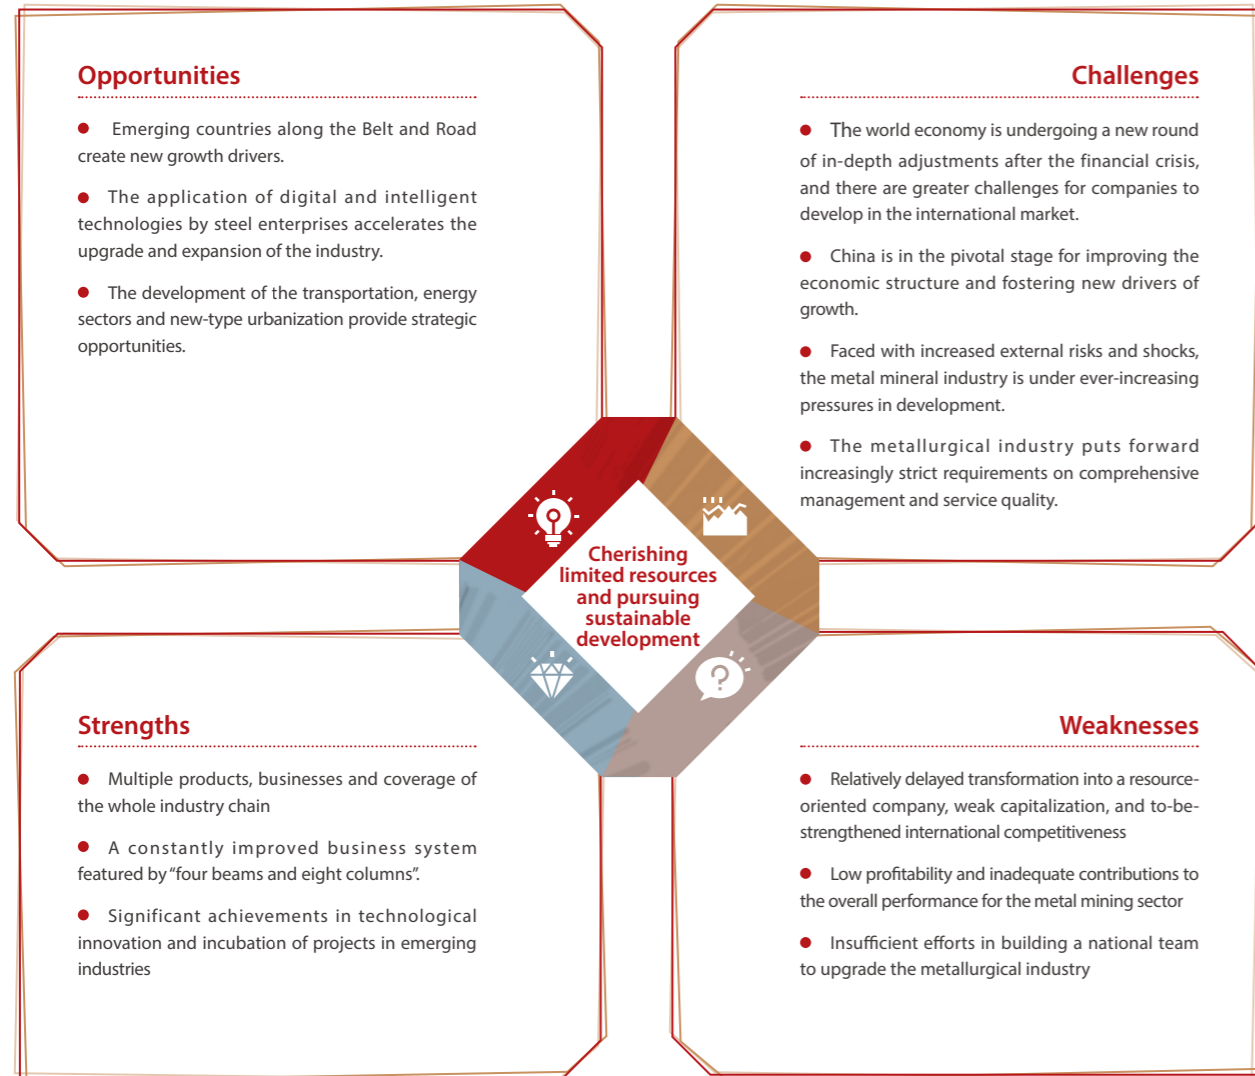 Opportunities
● Emerging countries along the Belt and Road
create new growth drivers.
● The application of digital and intelligent
technologies by steel enterprises accelerates the
upgrade and expansion of the industry.
● The development of the transportation, energy
sectors and new-type urbanization provide strategic
opportunities.
Challenges
● The world economy is undergoing a new round
of in-depth adjustments after the financial crisis,
and there are greater challenges for companies to
develop in the international market.
● China is in the pivotal stage for improving the
economic structure and fostering new drivers of
growth.
● Faced with increased external risks and shocks,
the metal mineral industry is under ever-increasing
pressures in development.
● The metallurgical industry puts forward
increasingly strict requirements on comprehensive
management and service quality.
Cherishing
limited resources
and pursuing
sustainable
development
Strengths
● Multiple products, businesses and coverage of
the whole industry chain
● A constantly improved business system
featured by “four beams and eight columns”.
● Significant achievements in technological
innovation and incubation of projects in emerging
industries
Weaknesses
● Relatively delayed transformation into a resource-
oriented company, weak capitalization, and to-be-
strengthened international competitiveness
● Low profitability and inadequate contributions to
the overall performance for the metal mining sector
● Insufficient efforts in building a national team
to upgrade the metallurgical industry